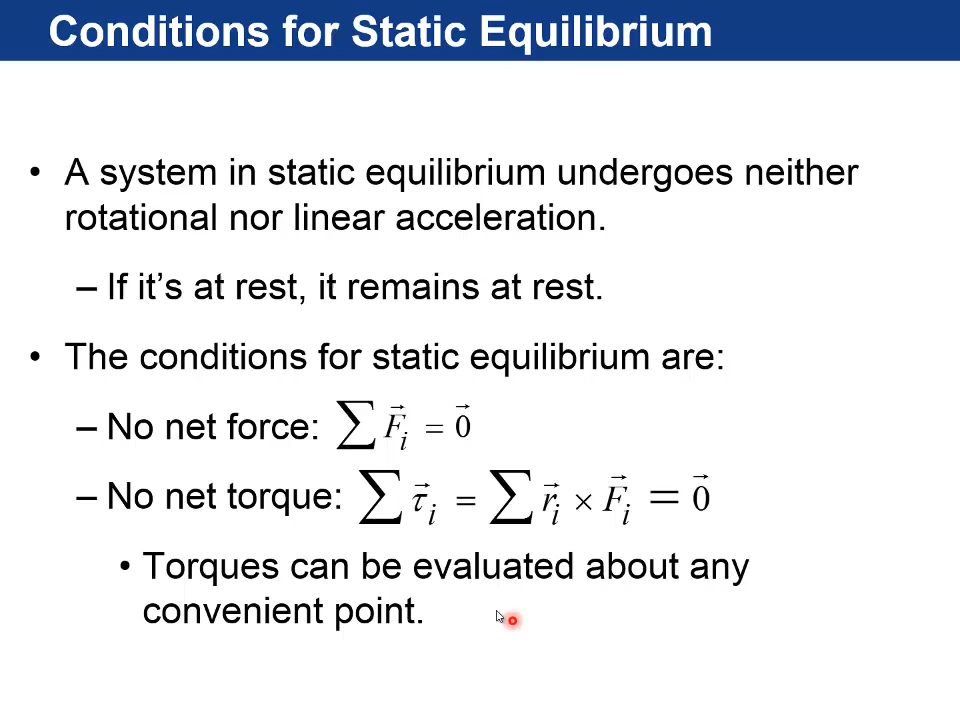 Conditions for Static Equilibrium
• A system in static equilibrium undergoes neither
rotational nor linear acceleration.
– If it’s at rest, it remains at rest.
• The conditions for static equilibrium are:
– No net force: ∑ F⃗ᵢ = 0⃗
– No net torque: ∑ τ⃗ᵢ = ∑ r⃗ᵢ × F⃗ᵢ = 0⃗
• Torques can be evaluated about any
convenient point.